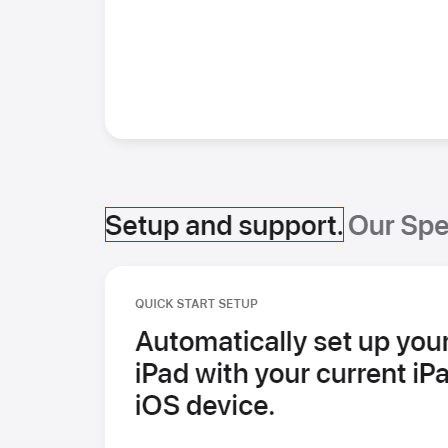 Setup and support. Our Spe
QUICK START SETUP
Automatically set up your
iPad with your current iPa
iOS device.